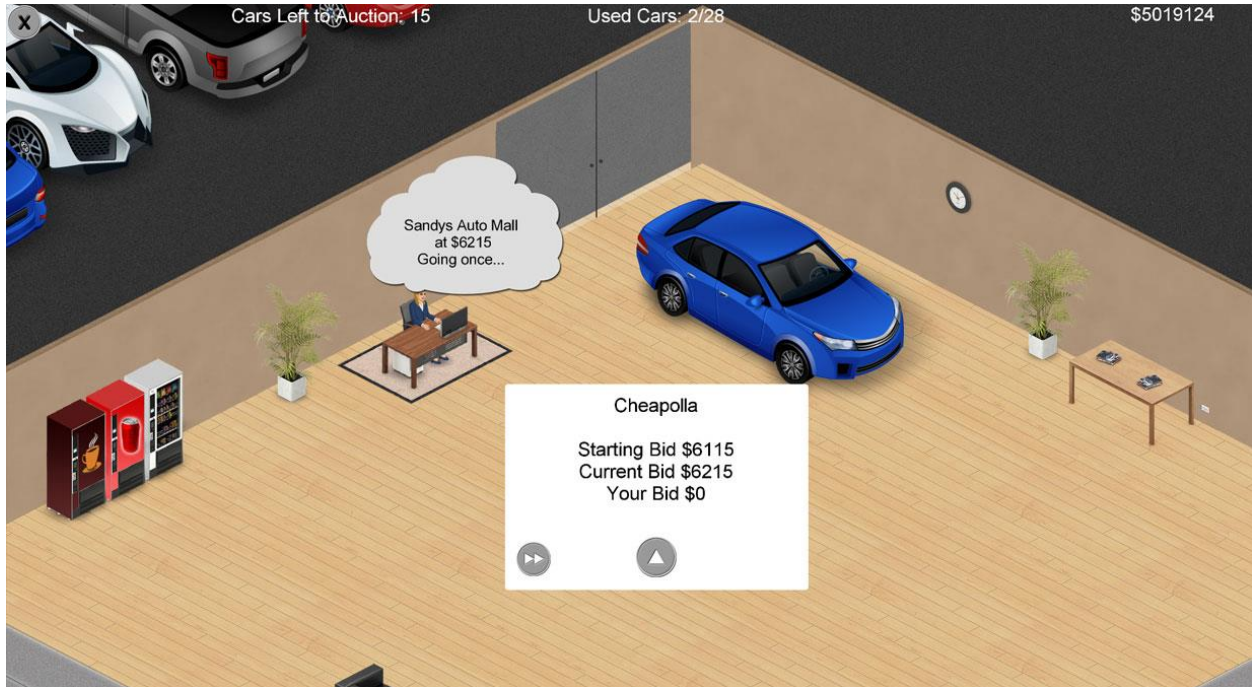 X
Cars Left to Auction: 15
Used Cars: 2/28
$5019124
Sandys Auto Mall
at $6215
Going once...
Cheapolla
Starting Bid $6115
Current Bid $6215
Your Bid $0